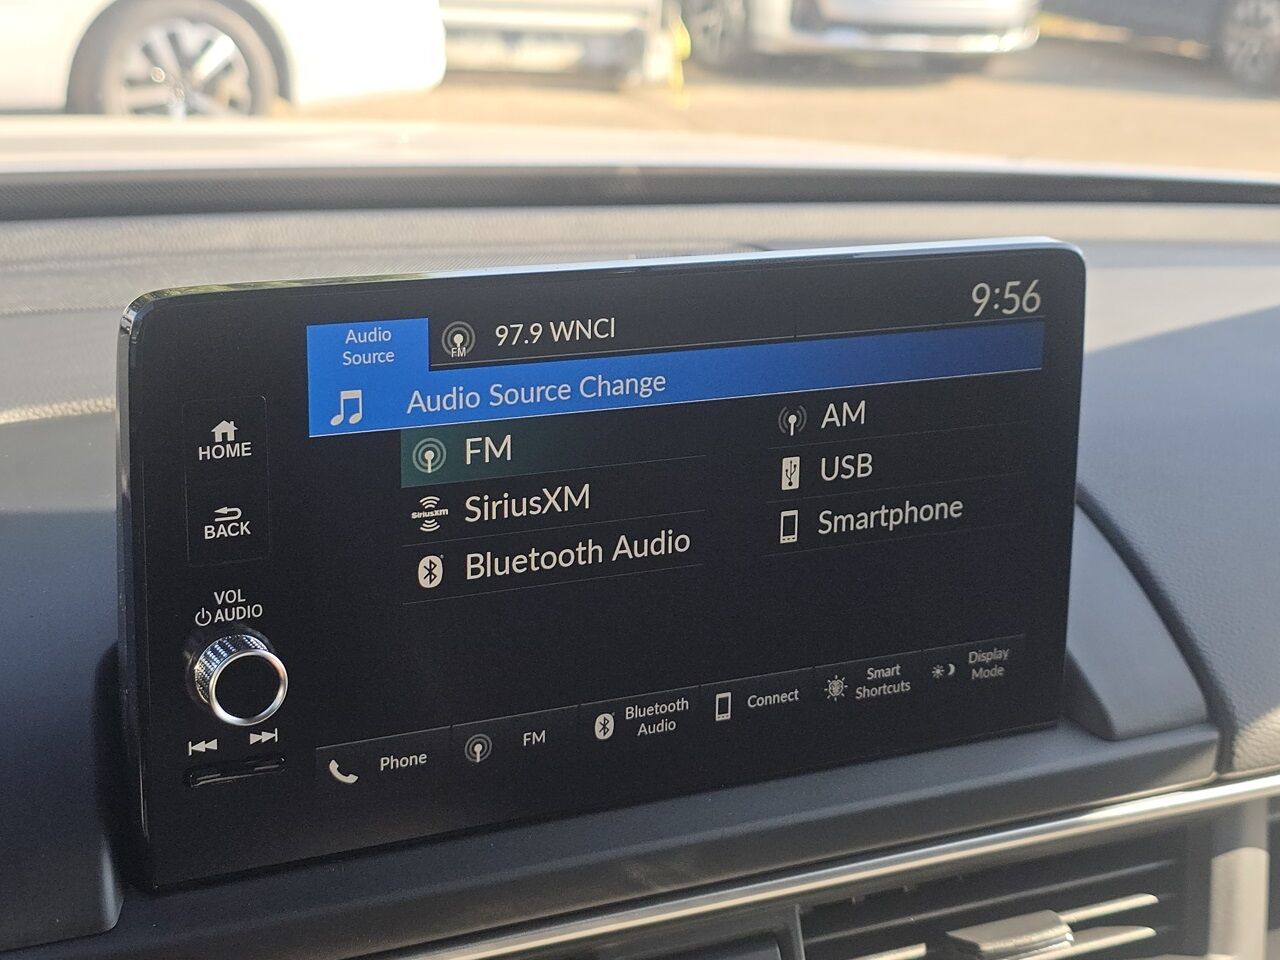 9:56
Audio
Source
FM
97.9 WNCI
Audio Source Change
HOME
BACK
VOL
AUDIO
FM
AM
SiriusXM
SiriusXM
USB
Bluetooth Audio
Smartphone
Phone
FM
Bluetooth
Audio
Connect
Smart
Shortcuts
Display
Mode